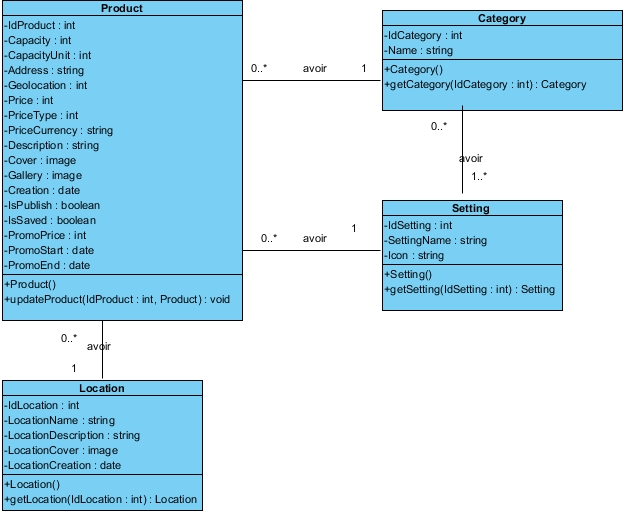 Product
-IdProduct : int
-Capacity : int
-CapacityUnit : int
-Address : string
-Geolocation : int
-Price : int
-PriceType : int
-PriceCurrency : string
-Description : string
-Cover : image
-Gallery : image
-Creation : date
-IsPublish : boolean
-IsSaved : boolean
-PromoPrice : int
-PromoStart : date
-PromoEnd : date
+Product()
+updateProduct(IdProduct : int, Product) : void
0..* avoir 1
Category
-IdCategory : int
-Name : string
+Category()
+getCategory(IdCategory : int) : Category
0..*
avoir
1..*
0..* avoir 1
Setting
-IdSetting : int
-SettingName : string
-Icon : string
+Setting()
+getSetting(IdSetting : int) : Setting
0..*
avoir
1
Location
-IdLocation : int
-LocationName : string
-LocationDescription : string
-LocationCover : image
-LocationCreation : date
+Location()
+getLocation(IdLocation : int) : Location